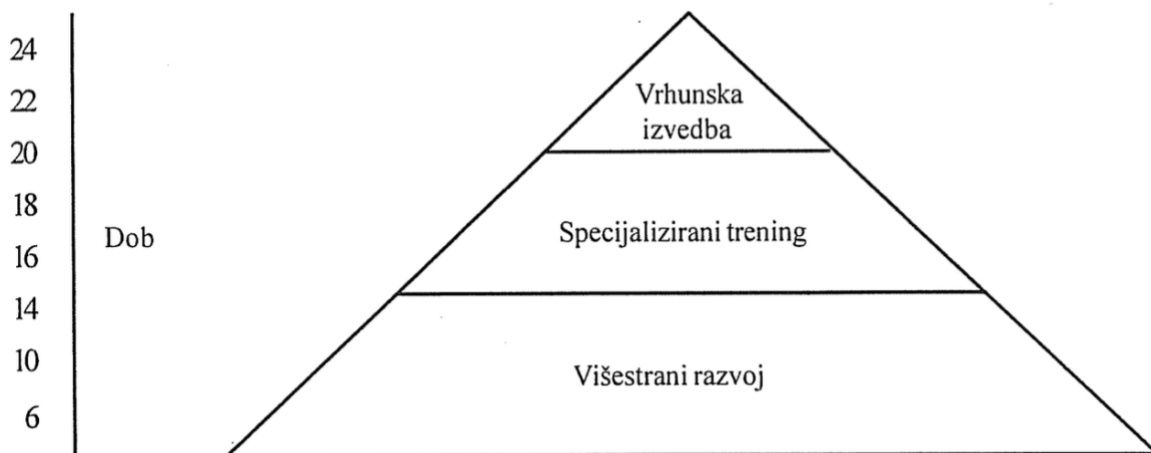 24
22
20
18
16
14
10
6
Dob
Vrhunska
izvedba
Specijalizirani trening
Višestrani razvoj